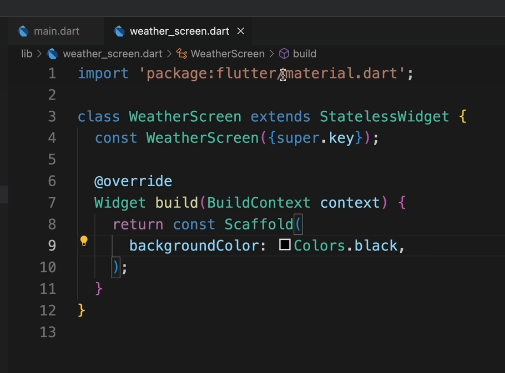 main.dart weather_screen.dart ×
lib > weather_screen.dart > WeatherScreen > build
1 import 'package:flutter/material.dart';
2
3 class WeatherScreen extends StatelessWidget {
4   const WeatherScreen({super.key});
5
6   @override
7   Widget build(BuildContext context) {
8     return const Scaffold(
9       backgroundColor: Colors.black,
10     );
11   }
12 }
13